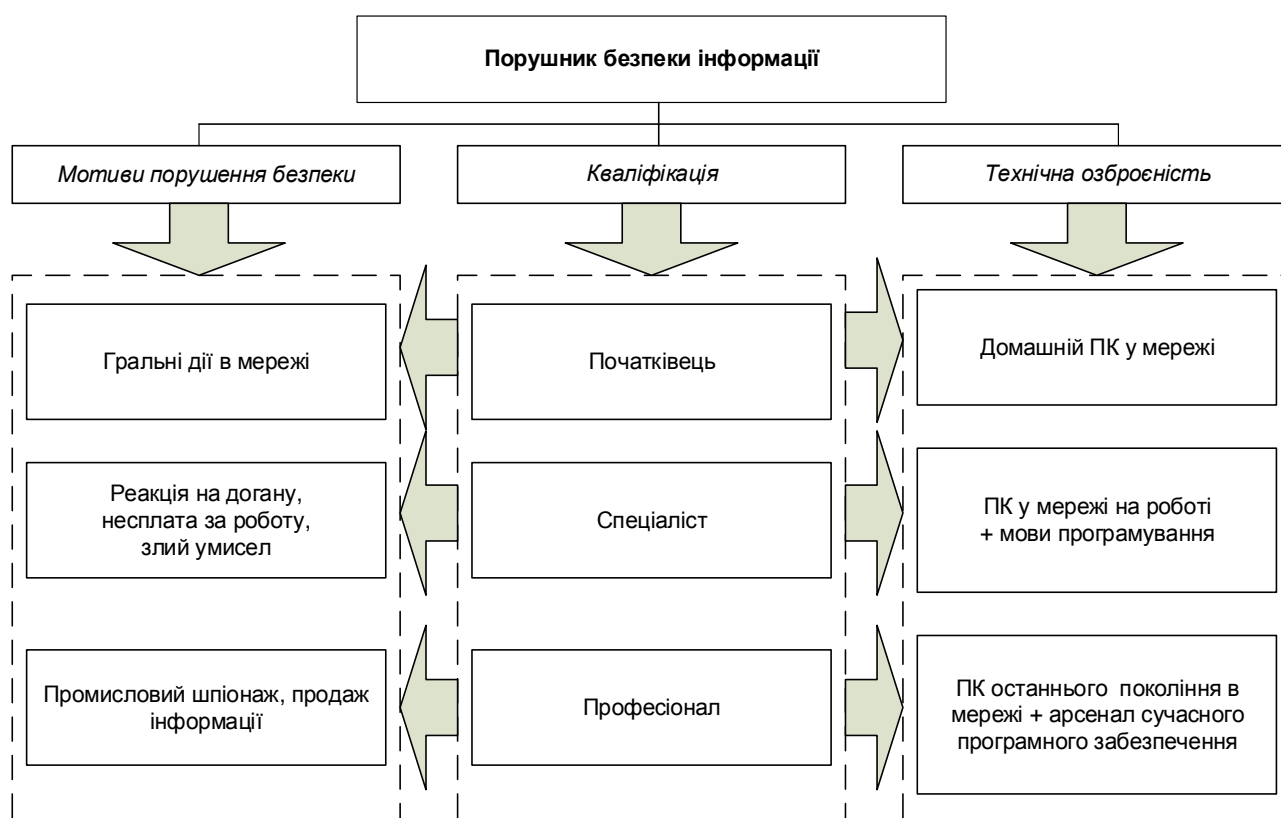 Порушник безпеки інформації
Мотиви порушення безпеки
Кваліфікація
Технічна озброєність
Гральні дії в мережі
Початківець
Домашній ПК у мережі
Реакція на догану,
несплата за роботу,
злий умисел
Спеціаліст
ПК у мережі на роботі
+ мови програмування
Промисловий шпіонаж, продаж
інформації
Професіонал
ПК останнього покоління в
мережі + арсенал сучасного
програмного забезпечення